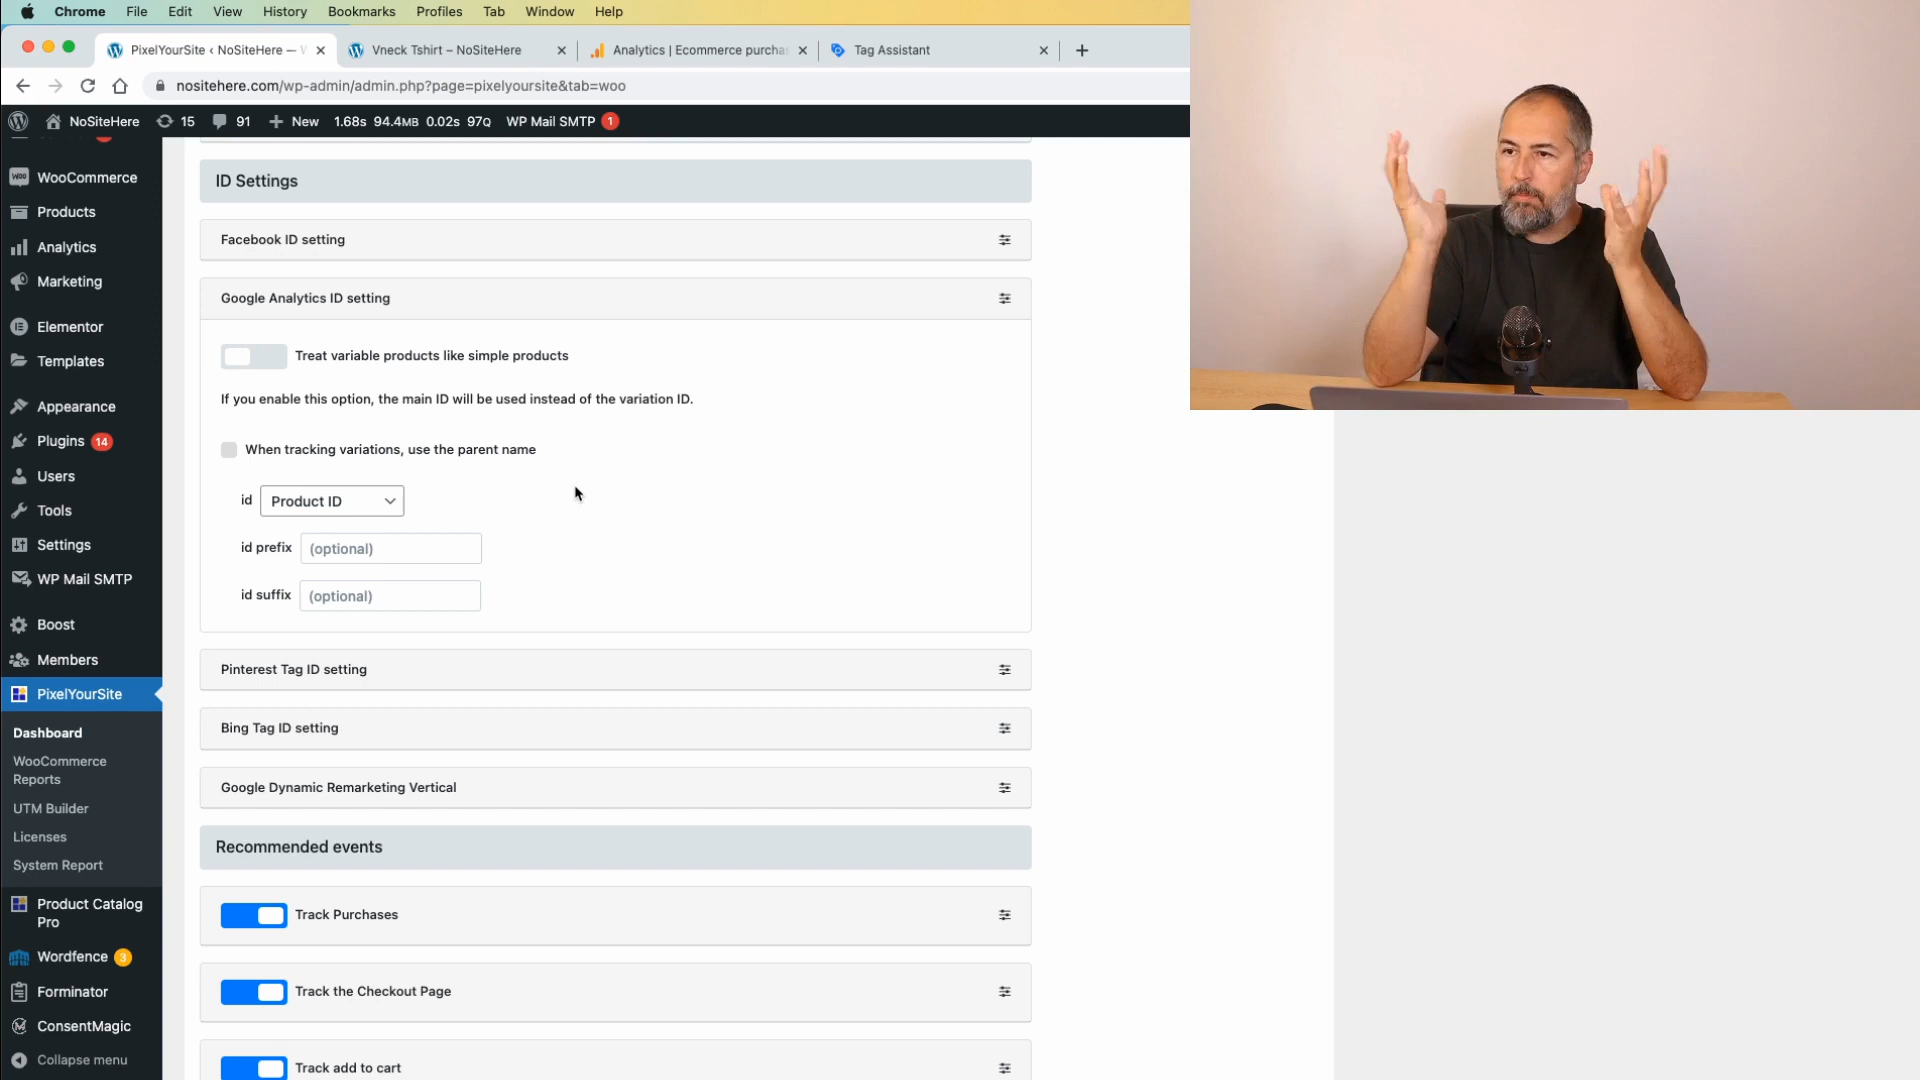 Chrome File Edit View History Bookmarks Profiles Tab Window Help
PixelYourSite ‹ NoSiteHere —
Vneck Tshirt – NoSiteHere
Analytics | Ecommerce purcha
Tag Assistant
nositehere.com/wp-admin/admin.php?page=pixelyoursite&tab=woo
NoSiteHere 15 91 New 1.68s 94.4MB 0.02s 97Q WP Mail SMTP 1
WooCommerce
Products
Analytics
Marketing
Elementor
Templates
Appearance
Plugins 14
Users
Tools
Settings
WP Mail SMTP
Boost
Members
PixelYourSite
Dashboard
WooCommerce
Reports
UTM Builder
Licenses
System Report
Product Catalog
Pro
Wordfence 3
Forminator
ConsentMagic
Collapse menu
ID Settings
Facebook ID setting
Google Analytics ID setting
Treat variable products like simple products
If you enable this option, the main ID will be used instead of the variation ID.
When tracking variations, use the parent name
id Product ID
id prefix (optional)
id suffix (optional)
Pinterest Tag ID setting
Bing Tag ID setting
Google Dynamic Remarketing Vertical
Recommended events
Track Purchases
Track the Checkout Page
Track add to cart